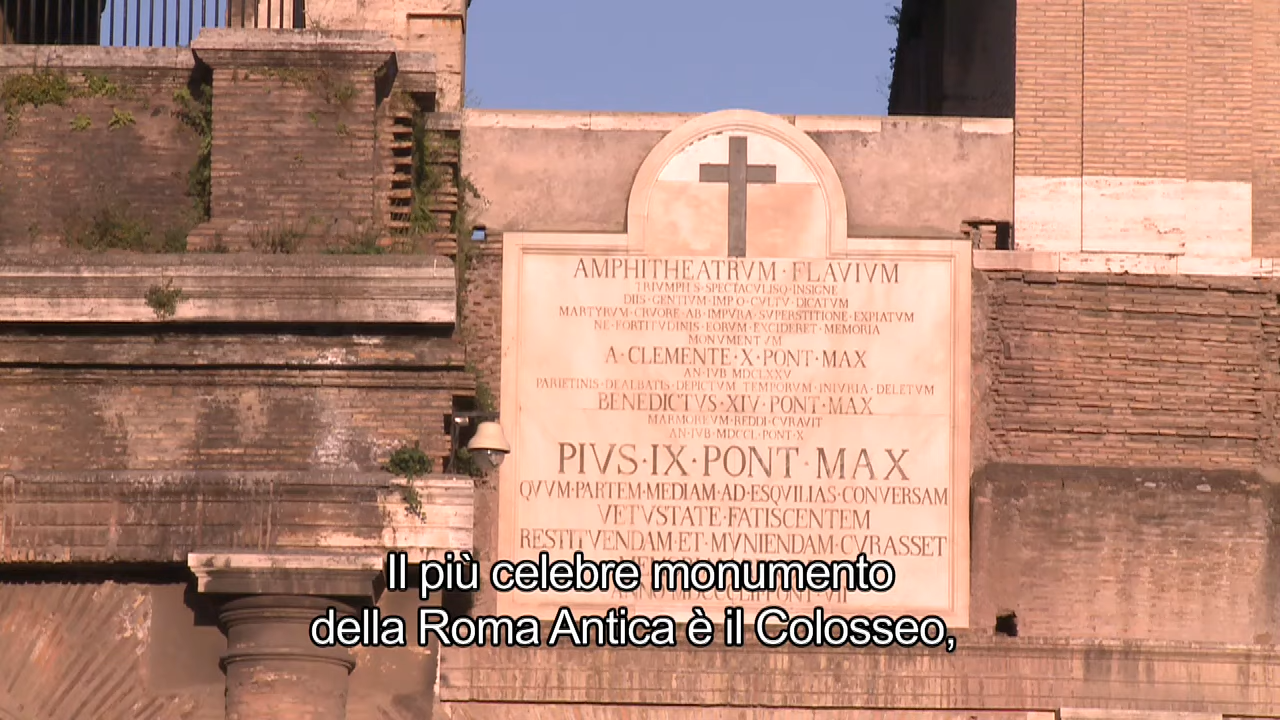 AMPHITHEATRVM·FLAVIVM
TRIVMPHIS·SPECTACVLISQ·INSIGNE
DIIS·GENTIVM·IMPIO·CVLTV·DICATVM
MARTYRVM·CRVORE·AB·IMPVRA·SVPERSTITIONE·EXPIATVM
NE·FORTITVDINIS·EORVM·EXCIDERET·MEMORIA
MONVMENTVM
A·CLEMENTE·X·PONT·MAX
AN·IVB·MDCLXXV
PARIETINIS·DEALBATIS·DEPICTVM·TEMPORVM·INIVRIA·DELETVM
BENEDICTVS·XIV·PONT·MAX
MARMOREVM·REDDI·CVRAVIT
AN·IVB·MDCCL·PONT·X
PIVS·IX·PONT·MAX
QVVM·PARTEM·MEDIAM·AD·ESQVILIAS·CONVERSAM
VETVSTATE·FATISCENTEM
RESTITVENDAM·ET·MVNIENDAM·CVRASSET
Il più celebre monumento
ANNO
della Roma Antica è il Colosseo,